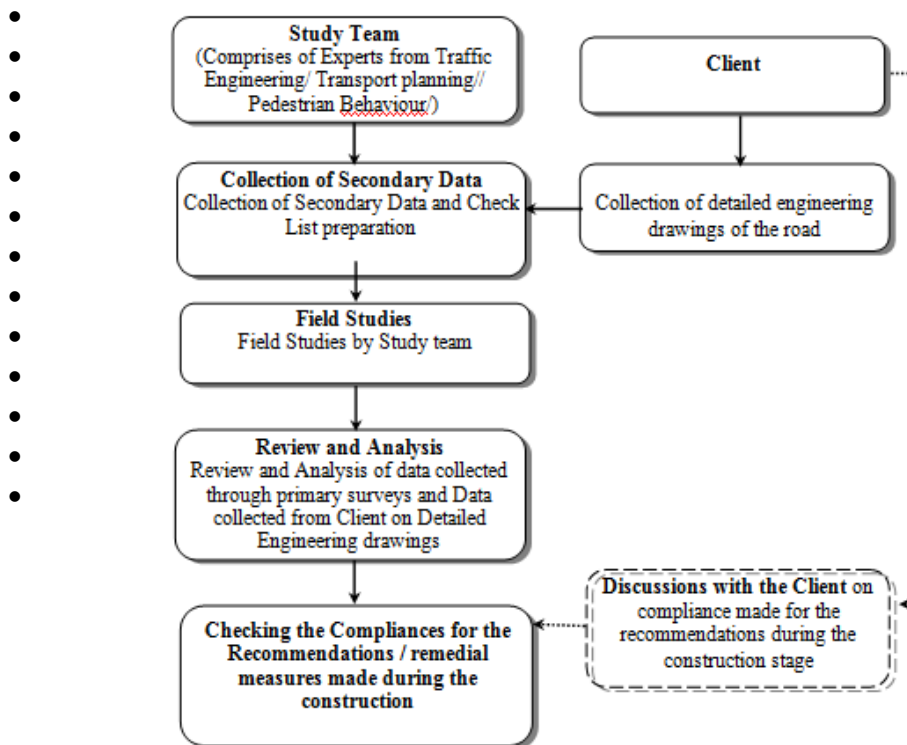 Study Team
(Comprises of Experts from Traffic
Engineering/ Transport planning//
Pedestrian Behaviour/)
Client
Collection of Secondary Data
Collection of Secondary Data and Check
List preparation
Collection of detailed engineering
drawings of the road
Field Studies
Field Studies by Study team
Review and Analysis
Review and Analysis of data collected
through primary surveys and Data
collected from Client on Detailed
Engineering drawings
Checking the Compliances for the
Recommendations / remedial
measures made during the
construction
Discussions with the Client on
compliance made for the
recommendations during the
construction stage